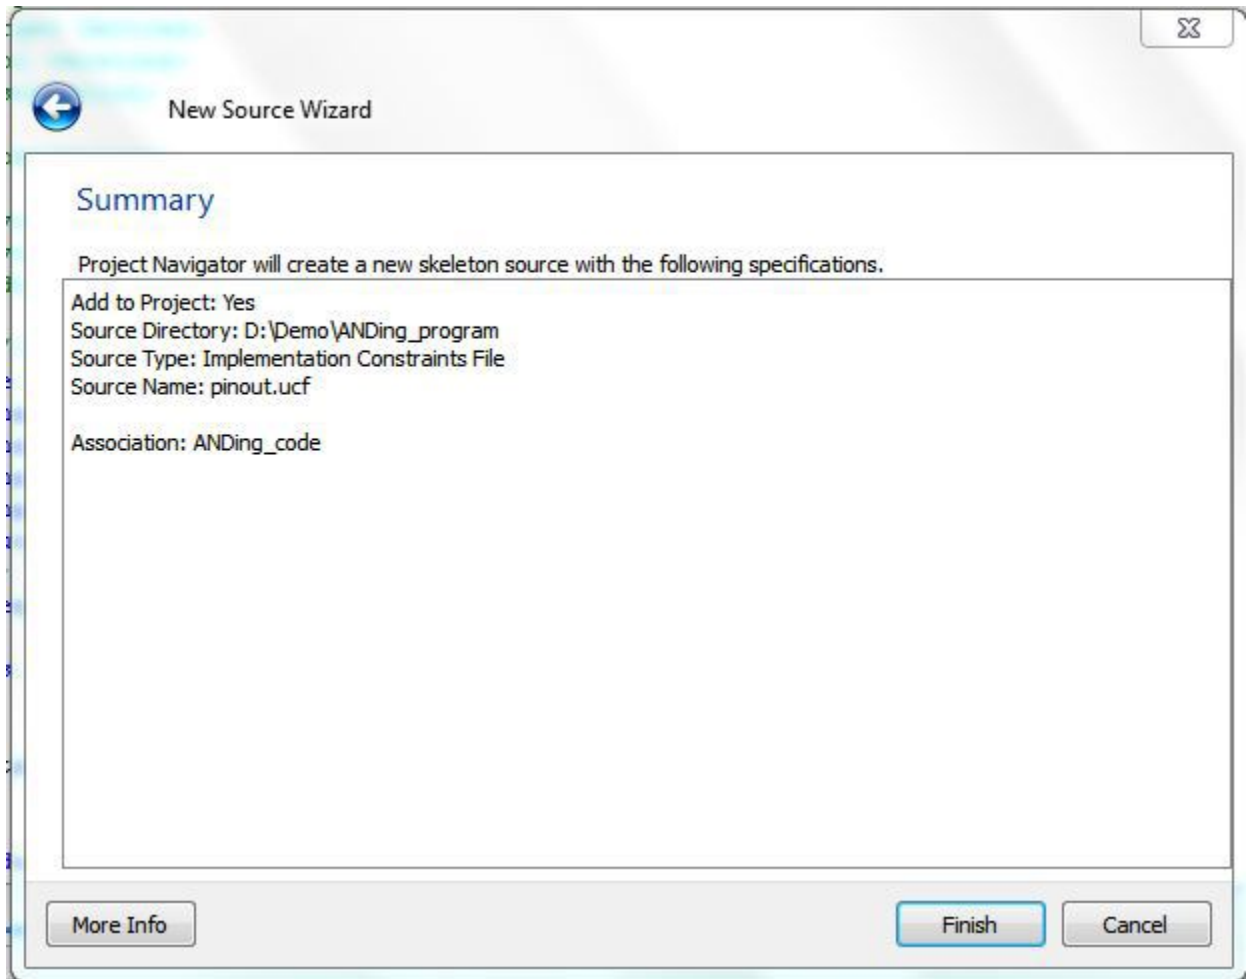 New Source Wizard
Summary
Project Navigator will create a new skeleton source with the following specifications.
Add to Project: Yes
Source Directory: D:\Demo\ANDing_program
Source Type: Implementation Constraints File
Source Name: pinout.ucf
Association: ANDing_code
More Info
Finish
Cancel